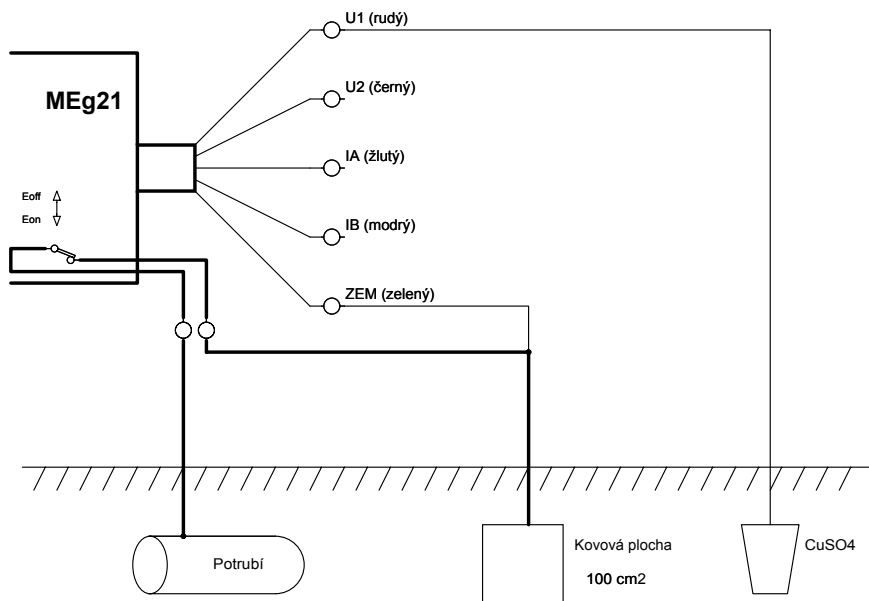 U1 (rudý)
MEg21
U2 (černý)
IA (žlutý)
Eoff
Eon
IB (modrý)
ZEM (zelený)
Potrubí
Kovová plocha
100 cm2
CuSO4